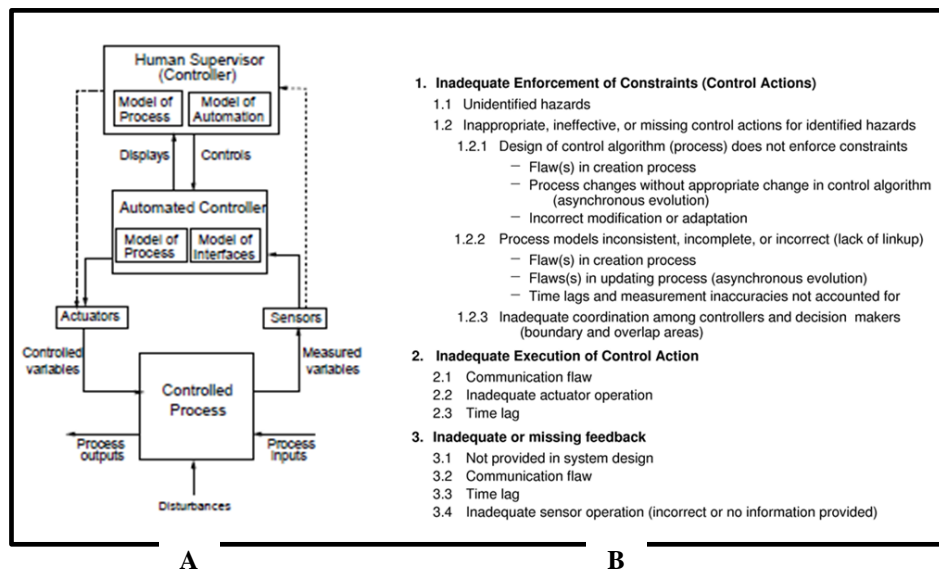 Human Supervisor
(Controller)
Model of
Process
Model of
Automation
Displays
Controls
Automated Controller
Model of
Process
Model of
Interfaces
Actuators
Sensors
Controlled
variables
Measured
variables
Controlled
Process
Process
outputs
Process
Inputs
Disturbances
A
1. Inadequate Enforcement of Constraints (Control Actions)
1.1 Unidentified hazards
1.2 Inappropriate, ineffective, or missing control actions for identified hazards
1.2.1 Design of control algorithm (process) does not enforce constraints
− Flaw(s) in creation process
− Process changes without appropriate change in control algorithm
(asynchronous evolution)
− Incorrect modification or adaptation
1.2.2 Process models inconsistent, incomplete, or incorrect (lack of linkup)
− Flaw(s) in creation process
− Flaws(s) in updating process (asynchronous evolution)
− Time lags and measurement inaccuracies not accounted for
1.2.3 Inadequate coordination among controllers and decision makers
(boundary and overlap areas)
2. Inadequate Execution of Control Action
2.1 Communication flaw
2.2 Inadequate actuator operation
2.3 Time lag
3. Inadequate or missing feedback
3.1 Not provided in system design
3.2 Communication flaw
3.3 Time lag
3.4 Inadequate sensor operation (incorrect or no information provided)
B